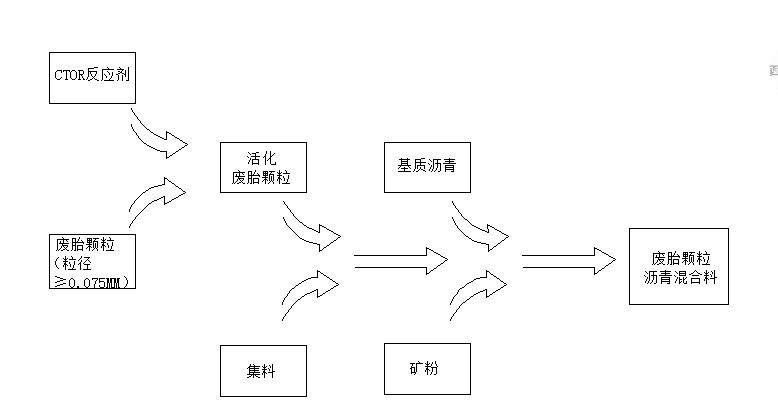 CTOR反应剂
活化
废胎颗粒
基质沥青
废胎颗粒
（粒径
≥0.075MM）
废胎颗粒
沥青混合料
集料
矿粉